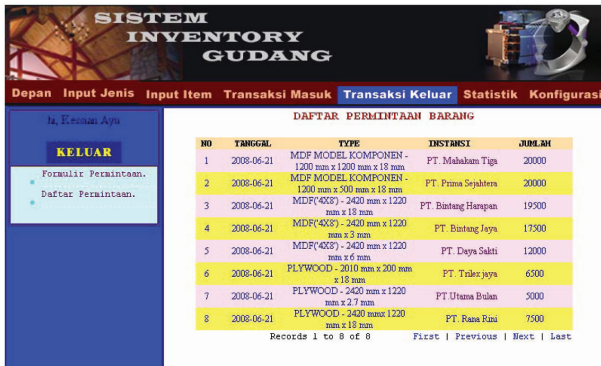 SISTEM
INVENTORY
GUDANG
Depan Input Jenis Input Item Transaksi Masuk Transaksi Keluar Statistik Konfigurasi
hi, Kesman Ayu
KELUAR
Formulir Permintaan.
Daftar Permintaan.
DAFTAR PERMINTAAN BARANG
NO TANGGAL TYPE INSTANSI JUMLAH
1 2008-06-21 MDF MODEL KOMPONEN - 1200 mm x 1200 mm x 18 mm PT. Mahakam Tiga 20000
2 2008-06-21 MDF MODEL KOMPONEN - 1200 mm x 500 mm x 18 mm PT. Prima Sejahtera 20000
3 2008-06-21 MDF('4X8') - 2420 mm x 1220 mm x 18 mm PT. Bintang Harapan 19500
4 2008-06-21 MDF('4X8') - 2420 mm x 1220 mm x 3 mm PT. Bintang Jaya 17500
5 2008-06-21 MDF('4X8') - 2420 mm x 1220 mm x 6 mm PT. Daya Sakti 12000
6 2008-06-21 PLYWOOD - 2010 mm x 200 mm x 18 mm PT. Trilex jaya 6500
7 2008-06-21 PLYWOOD - 2420 mm x 1220 mm x 2.7 mm PT.Utama Bulan 5000
8 2008-06-21 PLYWOOD - 2420 mmx 1220 mm x 18 mm PT. Rana Rini 7500
Records 1 to 8 of 8 First | Previous | Next | Last